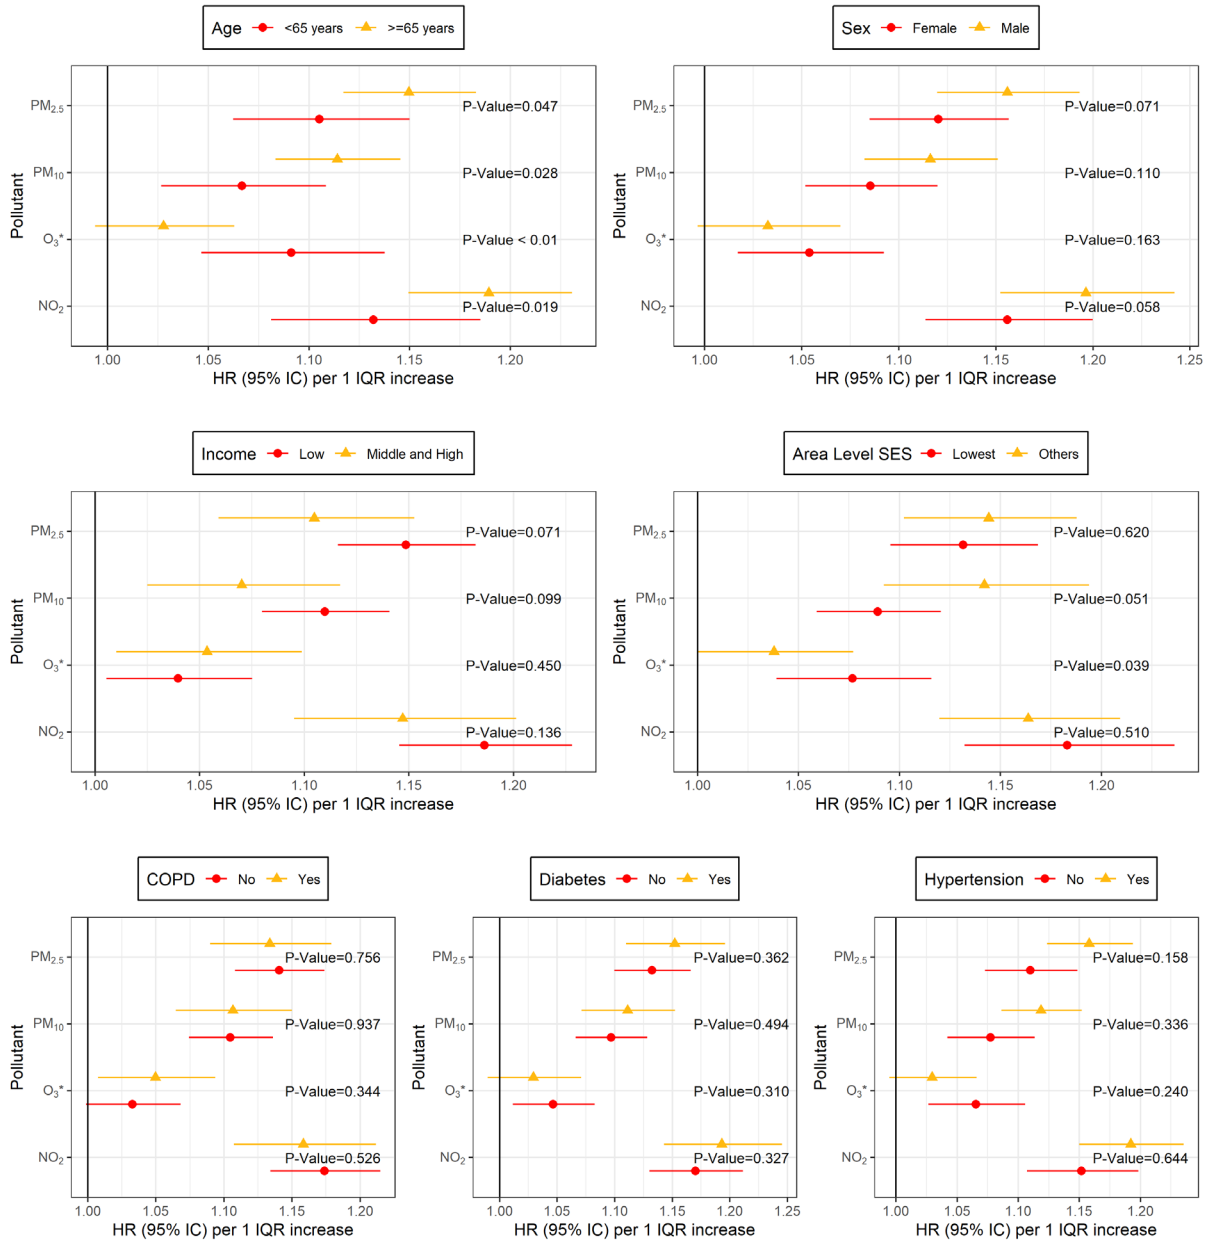 Age <65 years >=65 years
Pollutant
PM2.5
PM10
O3*
NO2
P-Value=0.047
P-Value=0.028
P-Value < 0.01
P-Value=0.019
1.00 1.05 1.10 1.15 1.20
HR (95% IC) per 1 IQR increase
Sex Female Male
Pollutant
PM2.5
PM10
O3*
NO2
P-Value=0.071
P-Value=0.110
P-Value=0.163
P-Value=0.058
1.00 1.05 1.10 1.15 1.20 1.25
HR (95% IC) per 1 IQR increase
Income Low Middle and High
Pollutant
PM2.5
PM10
O3*
NO2
P-Value=0.071
P-Value=0.099
P-Value=0.450
P-Value=0.136
1.00 1.05 1.10 1.15 1.20
HR (95% IC) per 1 IQR increase
Area Level SES Lowest Others
Pollutant
PM2.5
PM10
O3*
NO2
P-Value=0.620
P-Value=0.051
P-Value=0.039
P-Value=0.510
1.00 1.05 1.10 1.15 1.20
HR (95% IC) per 1 IQR increase
COPD No Yes
Pollutant
PM2.5
PM10
O3*
NO2
P-Value=0.756
P-Value=0.937
P-Value=0.344
P-Value=0.526
1.00 1.05 1.10 1.15 1.20
HR (95% IC) per 1 IQR increase
Diabetes No Yes
Pollutant
PM2.5
PM10
O3*
NO2
P-Value=0.362
P-Value=0.494
P-Value=0.310
P-Value=0.327
1.00 1.05 1.10 1.15 1.20 1.25
HR (95% IC) per 1 IQR increase
Hypertension No Yes
Pollutant
PM2.5
PM10
O3*
NO2
P-Value=0.158
P-Value=0.336
P-Value=0.240
P-Value=0.644
1.00 1.05 1.10 1.15 1.20
HR (95% IC) per 1 IQR increase